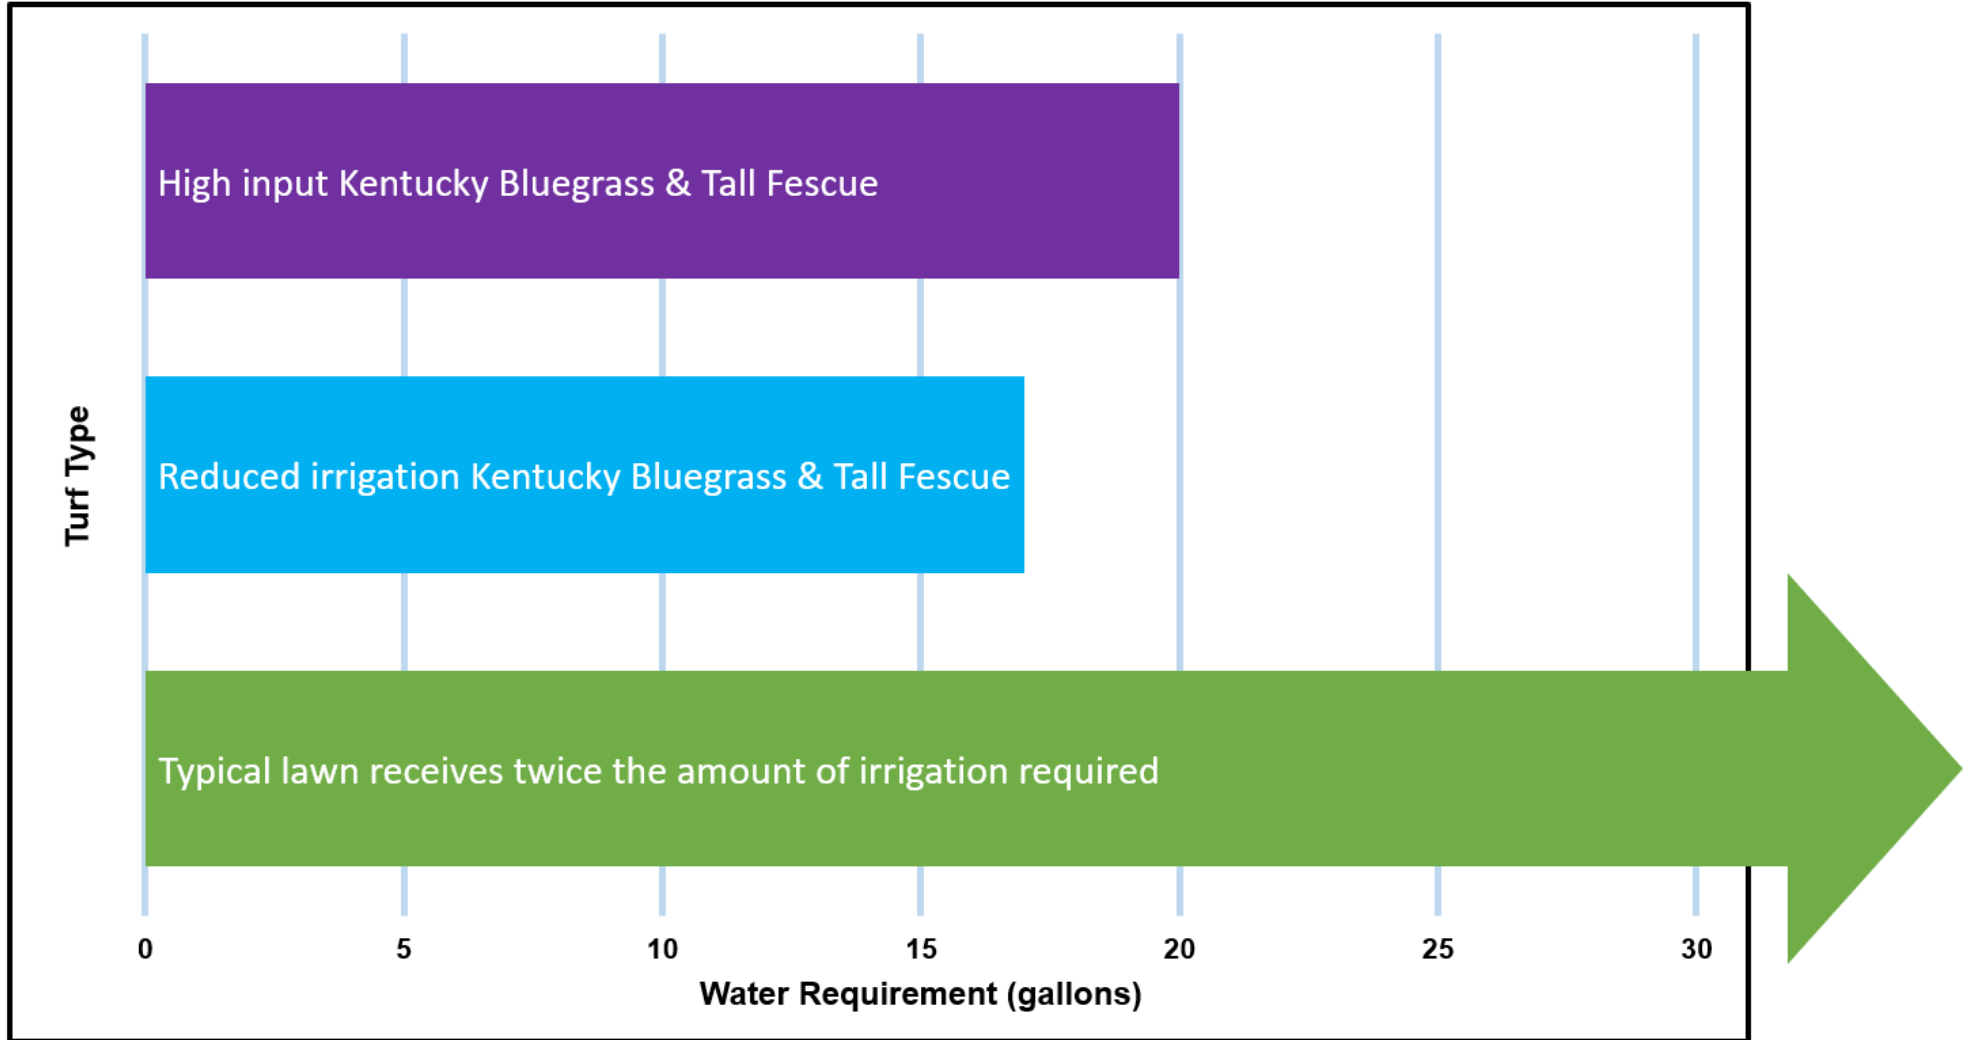 High input Kentucky Bluegrass & Tall Fescue
Reduced irrigation Kentucky Bluegrass & Tall Fescue
Turf Type
Typical lawn receives twice the amount of irrigation required
0 5 10 15 20 25 30
Water Requirement (gallons)